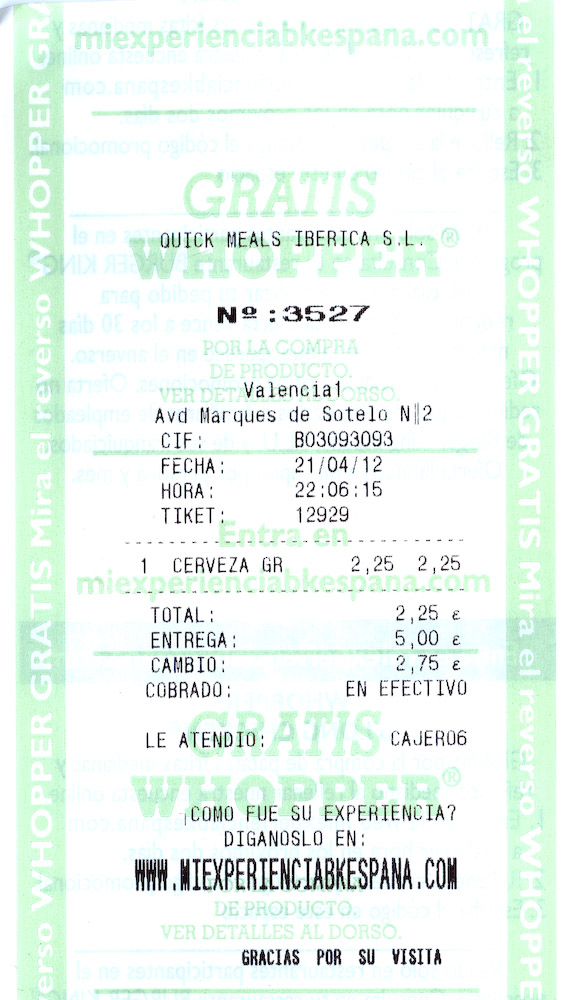 miexperienciabkespana.com
GRATIS
QUICK MEALS IBERICA S.L.
WHOPPER®
Nº:3527
POR LA COMPRA
DE PRODUCTO.
VER DETALLES AL DORSO.
Valencia1
Avd Marques de Sotelo N║2
CIF: B03093093
FECHA: 21/04/12
HORA: 22:06:15
TIKET: 12929
Entra en
1 CERVEZA GR 2,25 2,25
miexperienciabkespana.com
TOTAL: 2,25 €
ENTREGA: 5,00 €
CAMBIO: 2,75 €
COBRADO: EN EFECTIVO
GRATIS
LE ATENDIO: CAJERO6
WHOPPER®
¡COMO FUE SU EXPERIENCIA?
DIGANOSLO EN:
WWW.MIEXPERIENCIABKESPANA.COM
DE PRODUCTO.
VER DETALLES AL DORSO.
GRACIAS POR SU VISITA
WHOPPER GRATIS Mira el reverso WHOPPER GR
el reverso WHOPPER GRATIS Mira el reverso WHOPPE